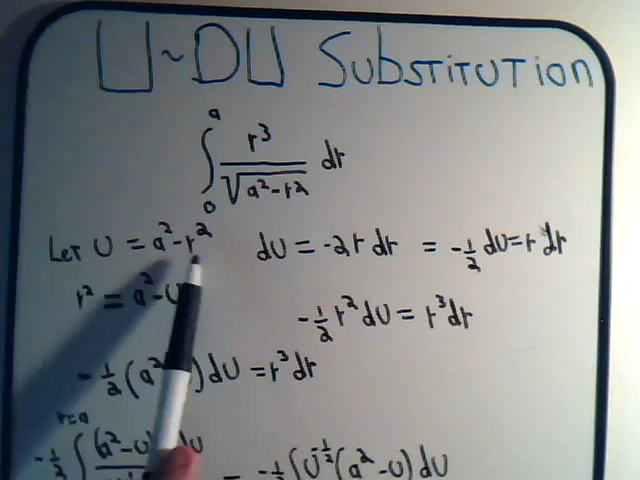 U~DU SUBSTITUTION
∫₀ᵃ r³/√(a²-r²) dr
Let U = a²-r² dU = -2r dr = -½ dU = r dr
r² = a²-U -½ r² dU = r³ dr
-½ (a² ) dU = r³ dr
r=a
-½ ∫ (a²-U) dU = -½ ∫ U^-½ (a²-U) dU